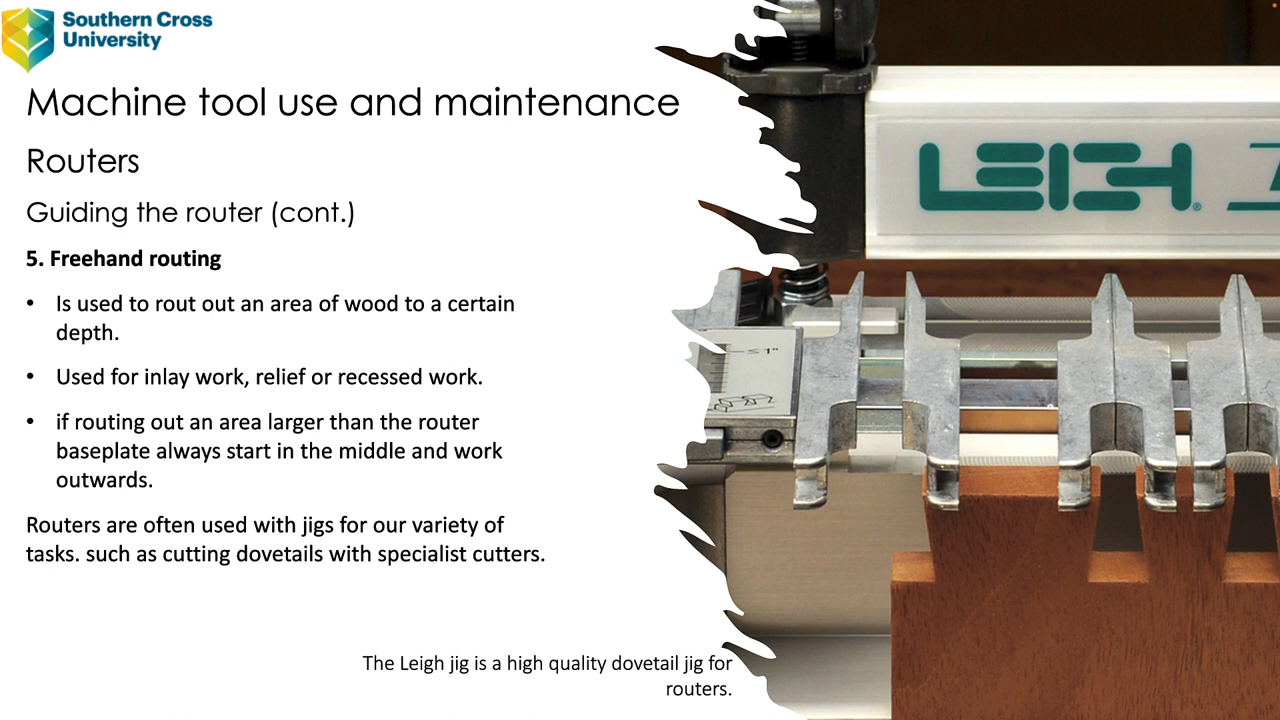 Southern Cross
University
Machine tool use and maintenance
Routers
Guiding the router (cont.)
5. Freehand routing
• Is used to rout out an area of wood to a certain
depth.
• Used for inlay work, relief or recessed work.
• if routing out an area larger than the router
baseplate always start in the middle and work
outwards.
Routers are often used with jigs for our variety of
tasks. such as cutting dovetails with specialist cutters.
The Leigh jig is a high quality dovetail jig for
routers.
LEIGH®
≤ 1"